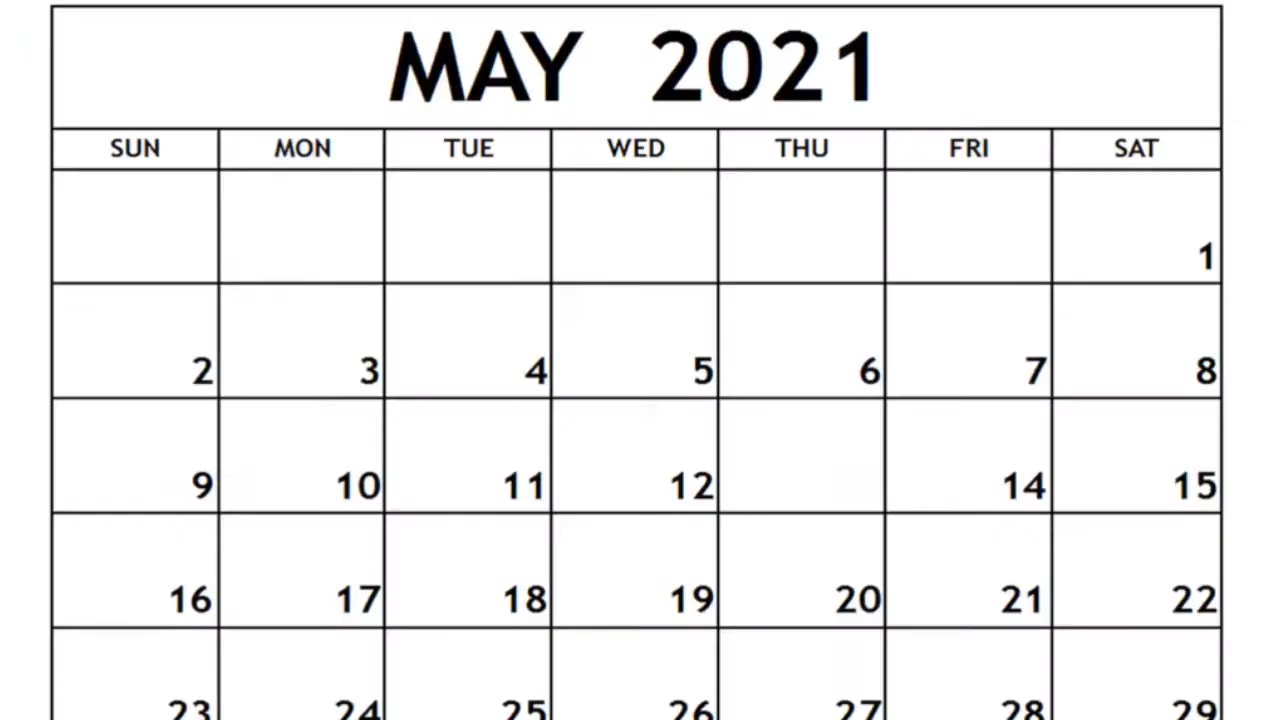 MAY 2021
SUN MON TUE WED THU FRI SAT
1
2 3 4 5 6 7 8
9 10 11 12 14 15
16 17 18 19 20 21 22
23 24 25 26 27 28 29